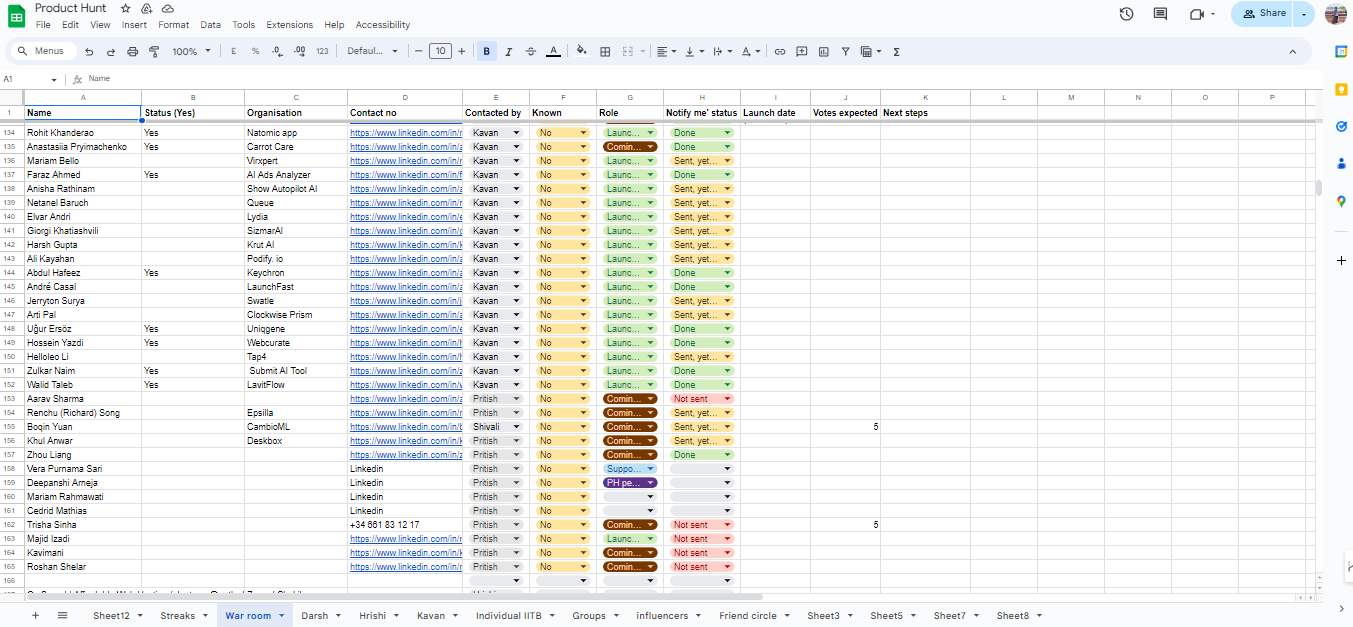 Product Hunt
File Edit View Insert Format Data Tools Extensions Help Accessibility
Share
Menus 100% £ % .0 .00 123 Defaul... 10 B I A
A1 Name
A B C D E F G H I J K L M N O P
1 Name Status (Yes) Organisation Contact no Contacted by Known Role Notify me' status Launch date Votes expected Next steps
134 Rohit Khanderao Yes Natomic app https://www.linkedin.com/in/r Kavan No Launc... Done
135 Anastasiia Pryimachenko Yes Carrot Care https://www.linkedin.com/in/a Kavan No Comin... Done
136 Mariam Bello Virxpert https://www.linkedin.com/in/ Kavan No Launc... Sent, yet...
137 Faraz Ahmed Yes AI Ads Analyzer https://www.linkedin.com/in/f Kavan No Launc... Done
138 Anisha Rathinam Show Autopilot AI https://www.linkedin.com/in/a Kavan No Launc... Sent, yet...
139 Netanel Baruch Queue https://www.linkedin.com/in/ Kavan No Launc... Sent, yet...
140 Elvar Andri Lydia https://www.linkedin.com/in/e Kavan No Launc... Sent, yet...
141 Giorgi Khatiashvili SizmarAI https://www.linkedin.com/in/g Kavan No Launc... Sent, yet...
142 Harsh Gupta Krut AI https://www.linkedin.com/in/ Kavan No Launc... Sent, yet...
143 Ali Kayahan Podify. io https://www.linkedin.com/in/a Kavan No Launc... Sent, yet...
144 Abdul Hafeez Yes Keychron https://www.linkedin.com/in/a Kavan No Launc... Done
145 André Casal LaunchFast https://www.linkedin.com/in/a Kavan No Launc... Done
146 Jerryton Surya Swatle https://www.linkedin.com/in/j Kavan No Launc... Sent, yet...
147 Arti Pal Clockwise Prism https://www.linkedin.com/in/a Kavan No Launc... Sent, yet...
148 Uğur Ersöz Yes Uniqgene https://www.linkedin.com/in/ Kavan No Launc... Done
149 Hossein Yazdi Yes Webcurate https://www.linkedin.com/in/ Kavan No Launc... Done
150 Helloleo Li Tap4 https://www.linkedin.com/in/ Kavan No Launc... Sent, yet...
151 Zulkar Naim Yes Submit AI Tool https://www.linkedin.com/in/z Kavan No Launc... Done
152 Walid Taleb Yes LavitFlow https://www.linkedin.com/in/ Kavan No Launc... Done
153 Aarav Sharma https://www.linkedin.com/in/a Pritish No Comin... Not sent
154 Renchu (Richard) Song Epsilla https://www.linkedin.com/in/r Pritish No Comin... Sent, yet...
155 Boqin Yuan CambioML https://www.linkedin.com/in/b Shivali No Comin... Sent, yet... 5
156 Khul Anwar Deskbox https://www.linkedin.com/in/ Pritish No Comin... Sent, yet...
157 Zhou Liang https://www.linkedin.com/in/z Pritish No Comin... Done
158 Vera Purnama Sari Linkedin Pritish No Suppo...
159 Deepanshi Arneja Linkedin Pritish No PH pe...
160 Mariam Rahmawati Linkedin Pritish No
161 Cedrid Mathias Linkedin Pritish No
162 Trisha Sinha +34 661 83 12 17 Pritish No Comin... Not sent 5
163 Majid Izadi https://www.linkedin.com/in/ Pritish No Launc... Not sent
164 Kavimani https://www.linkedin.com/in/ Pritish No Comin... Not sent
165 Roshan Shelar https://www.linkedin.com/in/r Pritish No Comin... Not sent
166
Sheet12 Streaks War room Darsh Hrishi Kavan Individual IITB Groups influencers Friend circle Sheet3 Sheet5 Sheet7 Sheet8